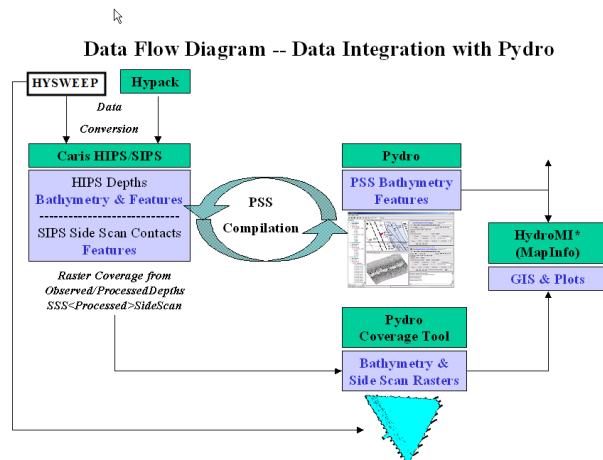 Data Flow Diagram -- Data Integration with Pydro
HYSWEEP
Hypack
Data
Conversion
Caris HIPS/SIPS
HIPS Depths
Bathymetry & Features
SIPS Side Scan Contacts
Features
Raster Coverage from
Observed/ProcessedDepths
SSS<Processed>SideScan
PSS
Compilation
Pydro
PSS Bathymetry
Features
HydroMI*
(MapInfo)
GIS & Plots
Pydro
Coverage Tool
Bathymetry &
Side Scan Rasters